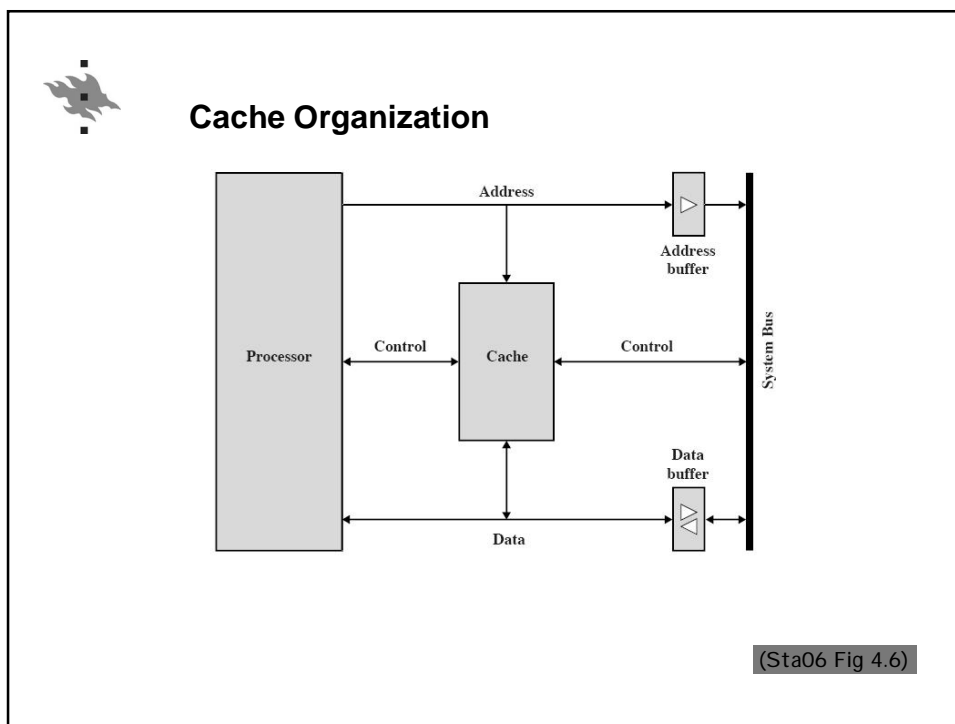 Cache Organization
Address
Address
buffer
Processor
Control
Cache
Control
System Bus
Data
buffer
Data
(Sta06 Fig 4.6)